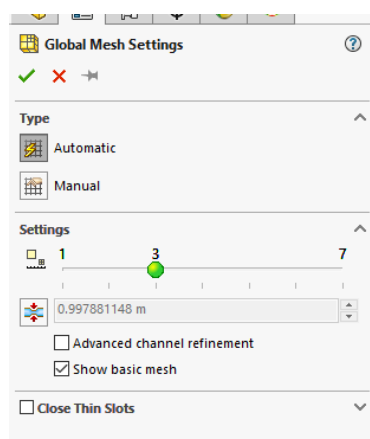 Global Mesh Settings
Type
Automatic
Manual
Settings
1 3 7
0.997881148 m
Advanced channel refinement
Show basic mesh
Close Thin Slots